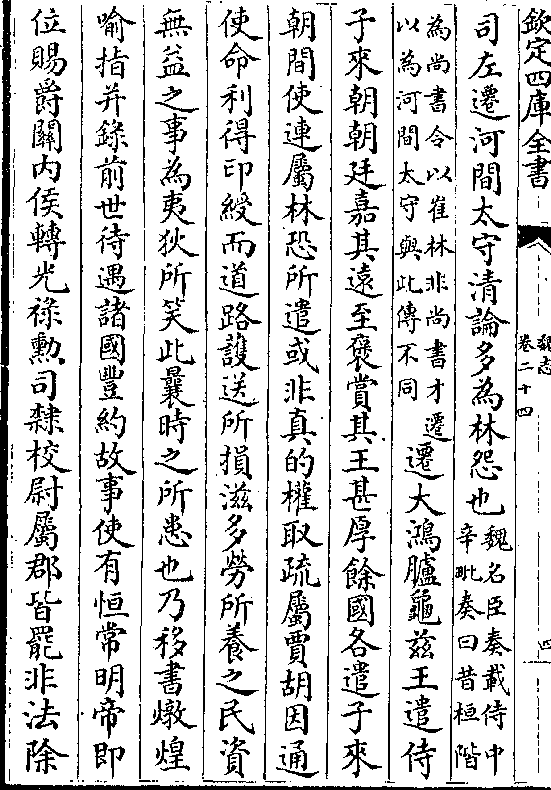 欽定四庫全書
魏志
卷二十四
四
司左遷河間太守清論多為林怨也魏名臣奏載侍中
辛毗奏曰昔桓階
為尚書令以崔林非尚書才遷
以為河間太守與此傳不同
遷大鴻臚龜茲王遣侍
子來朝朝廷嘉其遠至褒賞其王甚厚餘國各遣子來
朝間使連屬林恐所遣或非真的權取疏屬賈胡因通
使命利得印綬而道路護送所損滋多勞所養之民資
無益之事為夷狄所笑此曩時之所患也乃移書燉煌
喻指并錄前世待遇諸國豐約故事使有恒常明帝即
位賜爵關內侯轉光祿勳司隸校尉屬郡皆罷非法除